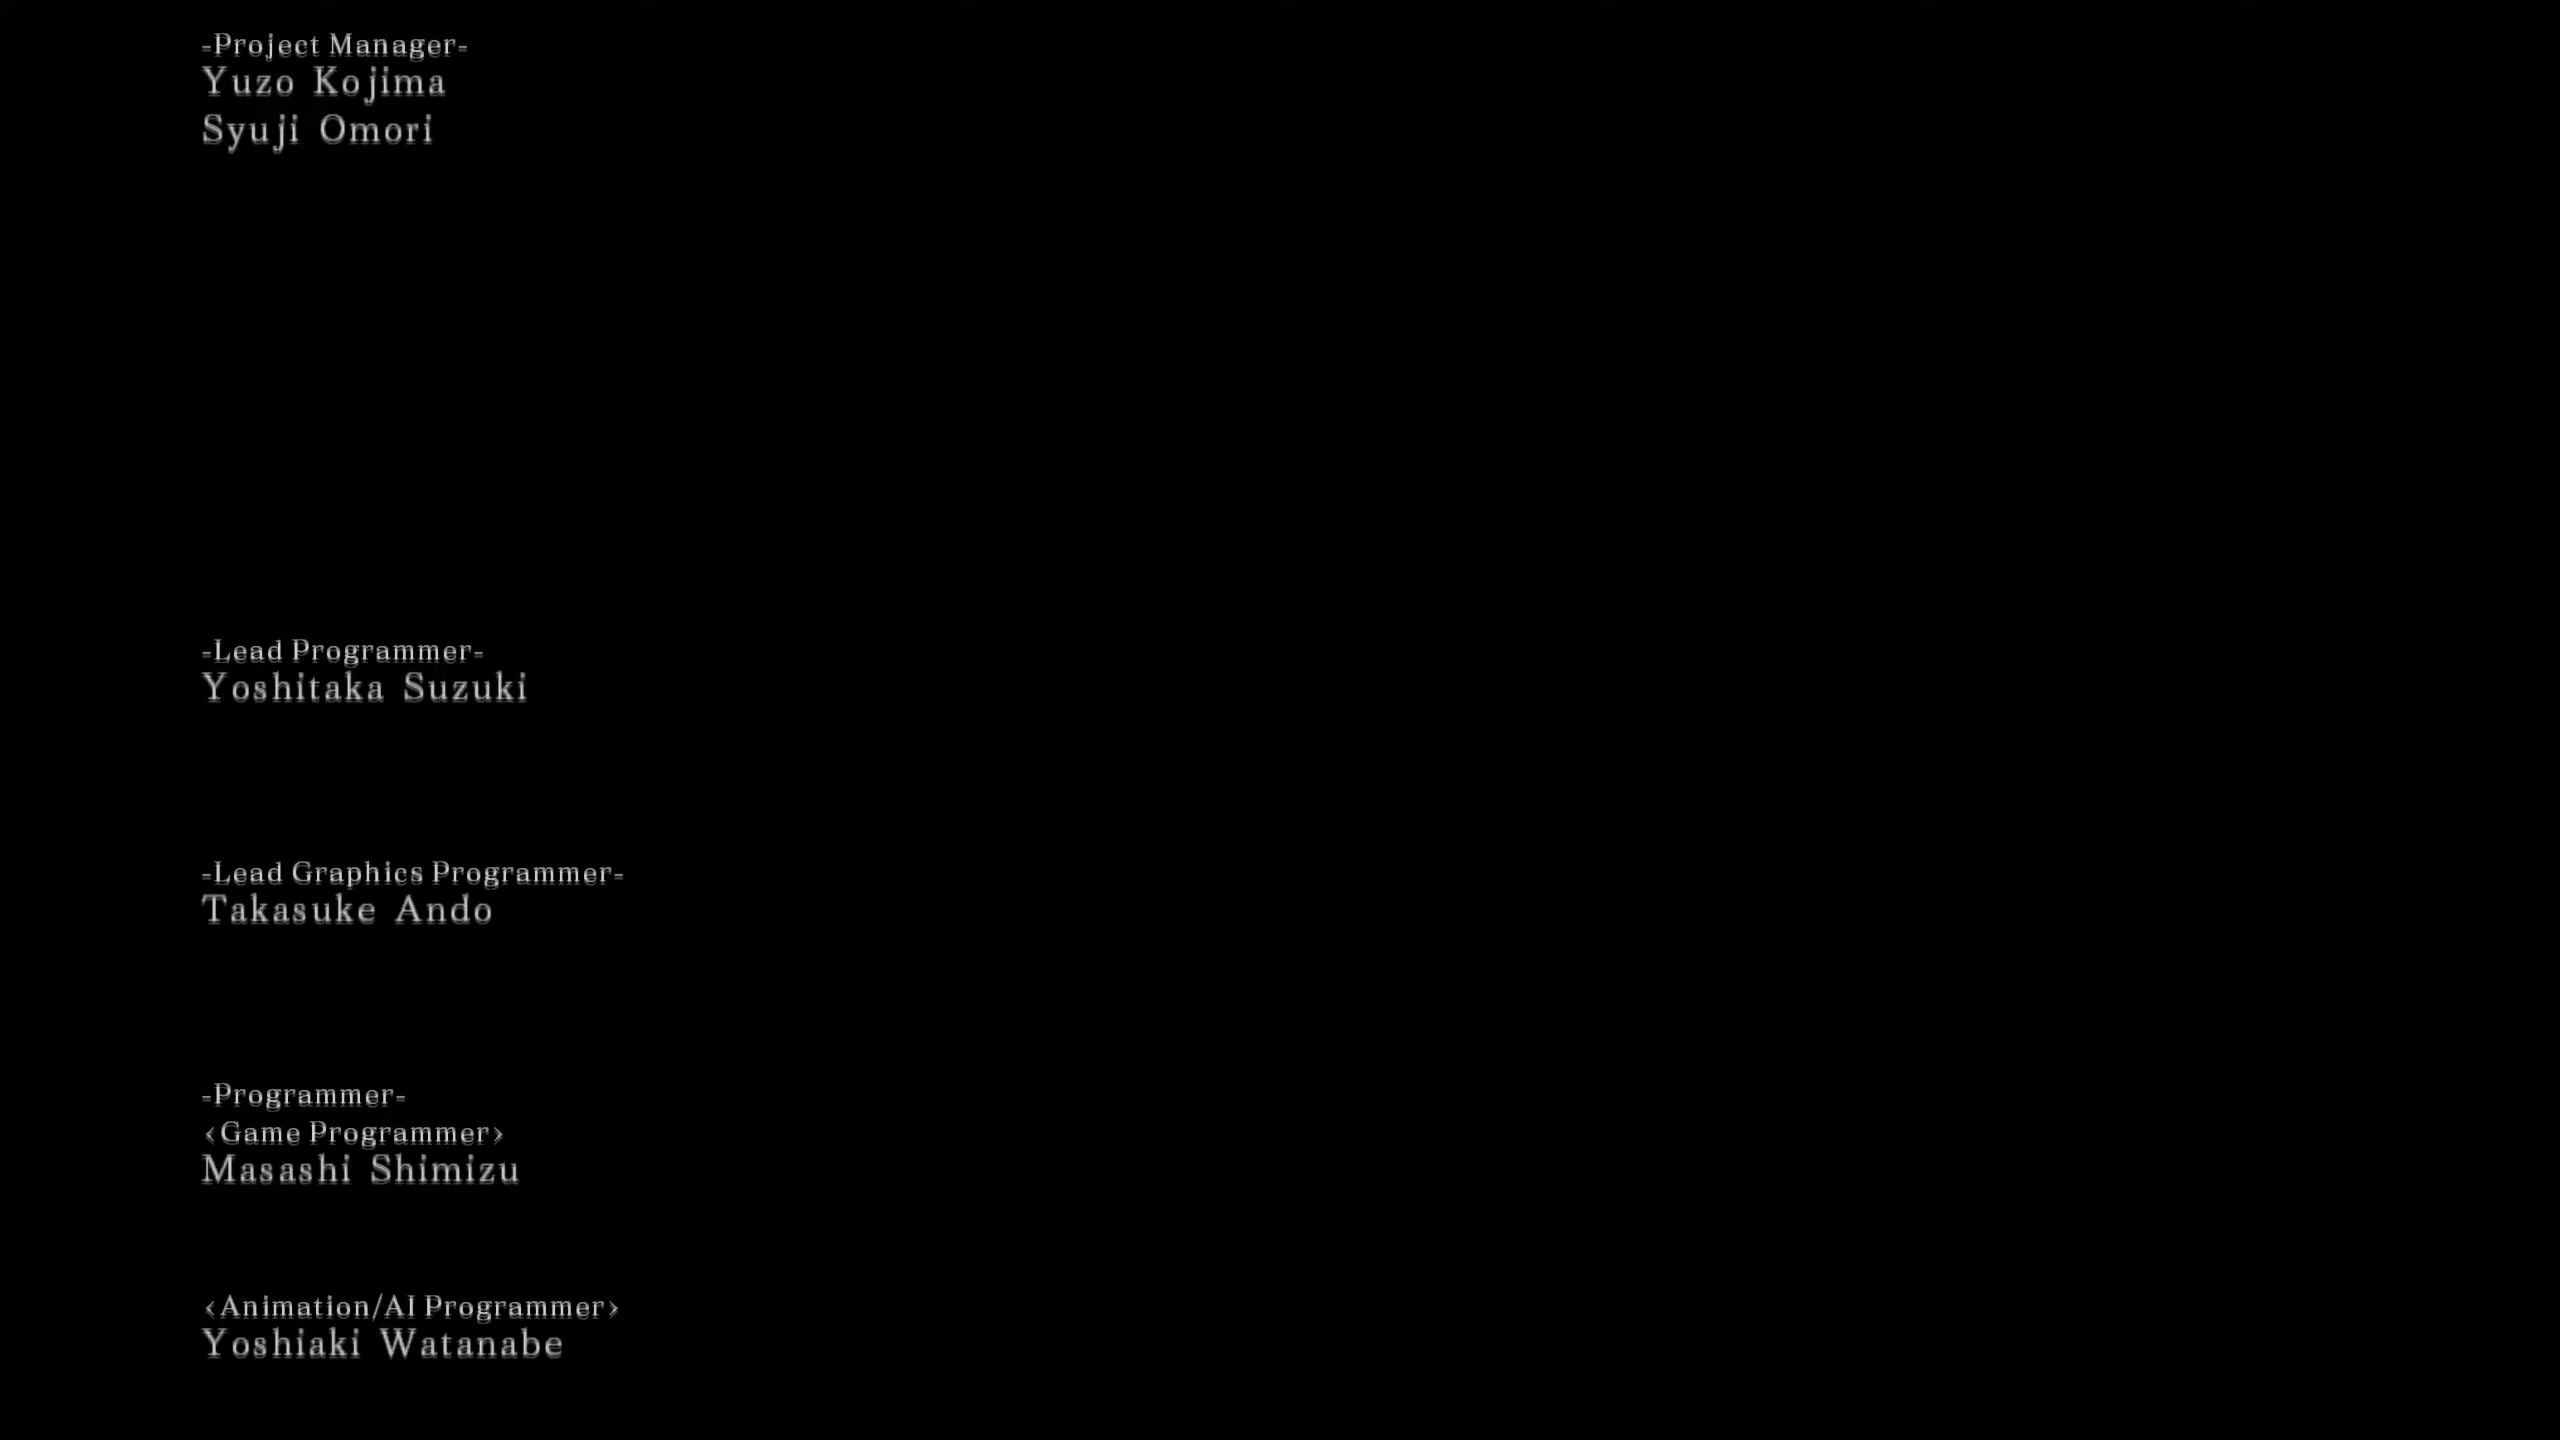 -Project Manager-
Yuzo Kojima
Syuji Omori
-Lead Programmer-
Yoshitaka Suzuki
-Lead Graphics Programmer-
Takasuke Ando
-Programmer-
<Game Programmer>
Masashi Shimizu
<Animation/AI Programmer>
Yoshiaki Watanabe